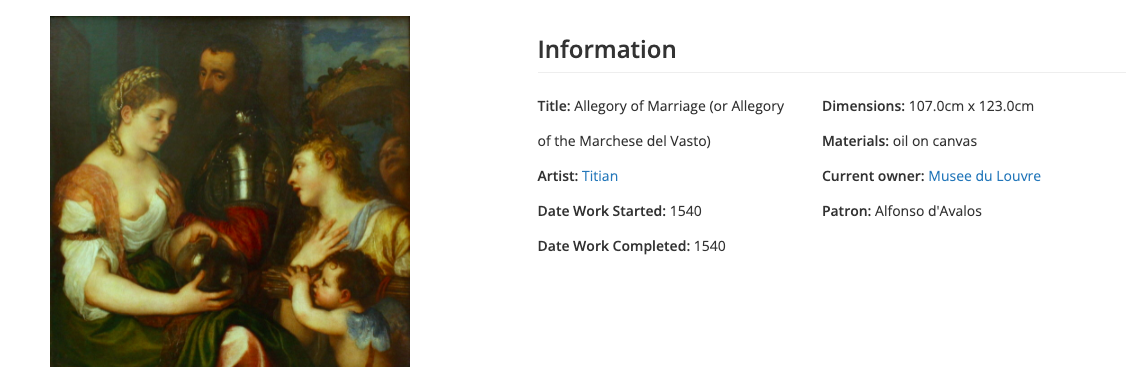 Information
Title: Allegory of Marriage (or Allegory
of the Marchese del Vasto)
Artist: Titian
Date Work Started: 1540
Date Work Completed: 1540
Dimensions: 107.0cm x 123.0cm
Materials: oil on canvas
Current owner: Musee du Louvre
Patron: Alfonso d'Avalos